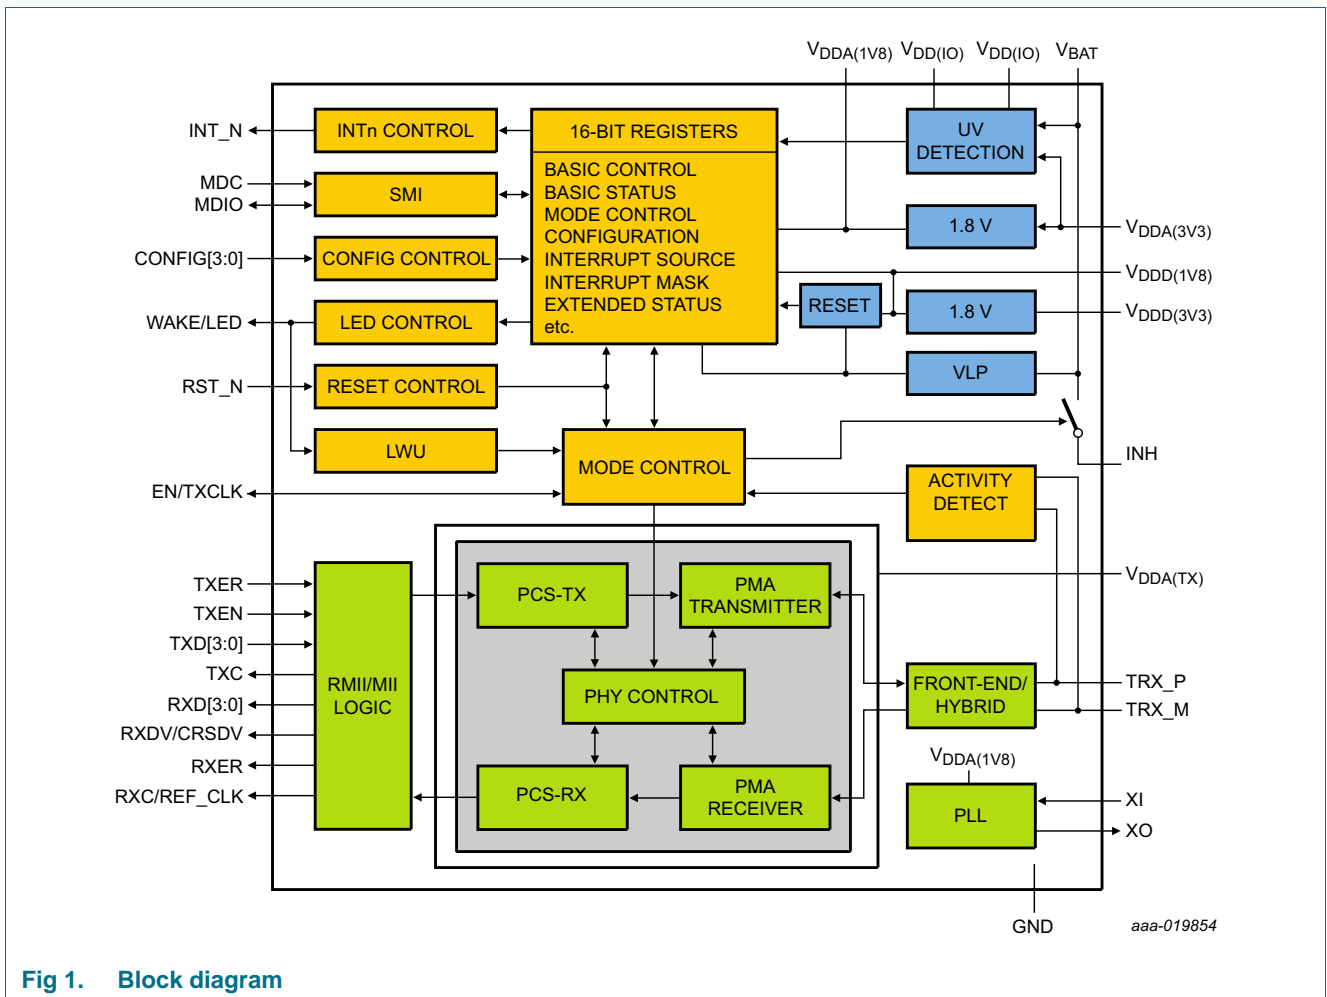 VDDA(1V8) VDD(IO) VDD(IO) VBAT
INT_N
MDC
MDIO
CONFIG[3:0]
WAKE/LED
RST_N
EN/TXCLK
TXER
TXEN
TXD[3:0]
TXC
RXD[3:0]
RXDV/CRSDV
RXER
RXC/REF_CLK
INTn CONTROL
SMI
CONFIG CONTROL
LED CONTROL
RESET CONTROL
LWU
RMII/MII
LOGIC
16-BIT REGISTERS
BASIC CONTROL
BASIC STATUS
MODE CONTROL
CONFIGURATION
INTERRUPT SOURCE
INTERRUPT MASK
EXTENDED STATUS
etc.
MODE CONTROL
PCS-TX
PMA
TRANSMITTER
PHY CONTROL
PCS-RX
PMA
RECEIVER
UV
DETECTION
1.8 V
RESET
1.8 V
VLP
ACTIVITY
DETECT
FRONT-END/
HYBRID
VDDA(1V8)
PLL
VDDA(3V3)
VDDD(1V8)
VDDD(3V3)
INH
VDDA(TX)
TRX_P
TRX_M
XI
XO
GND
aaa-019854
Fig 1. Block diagram